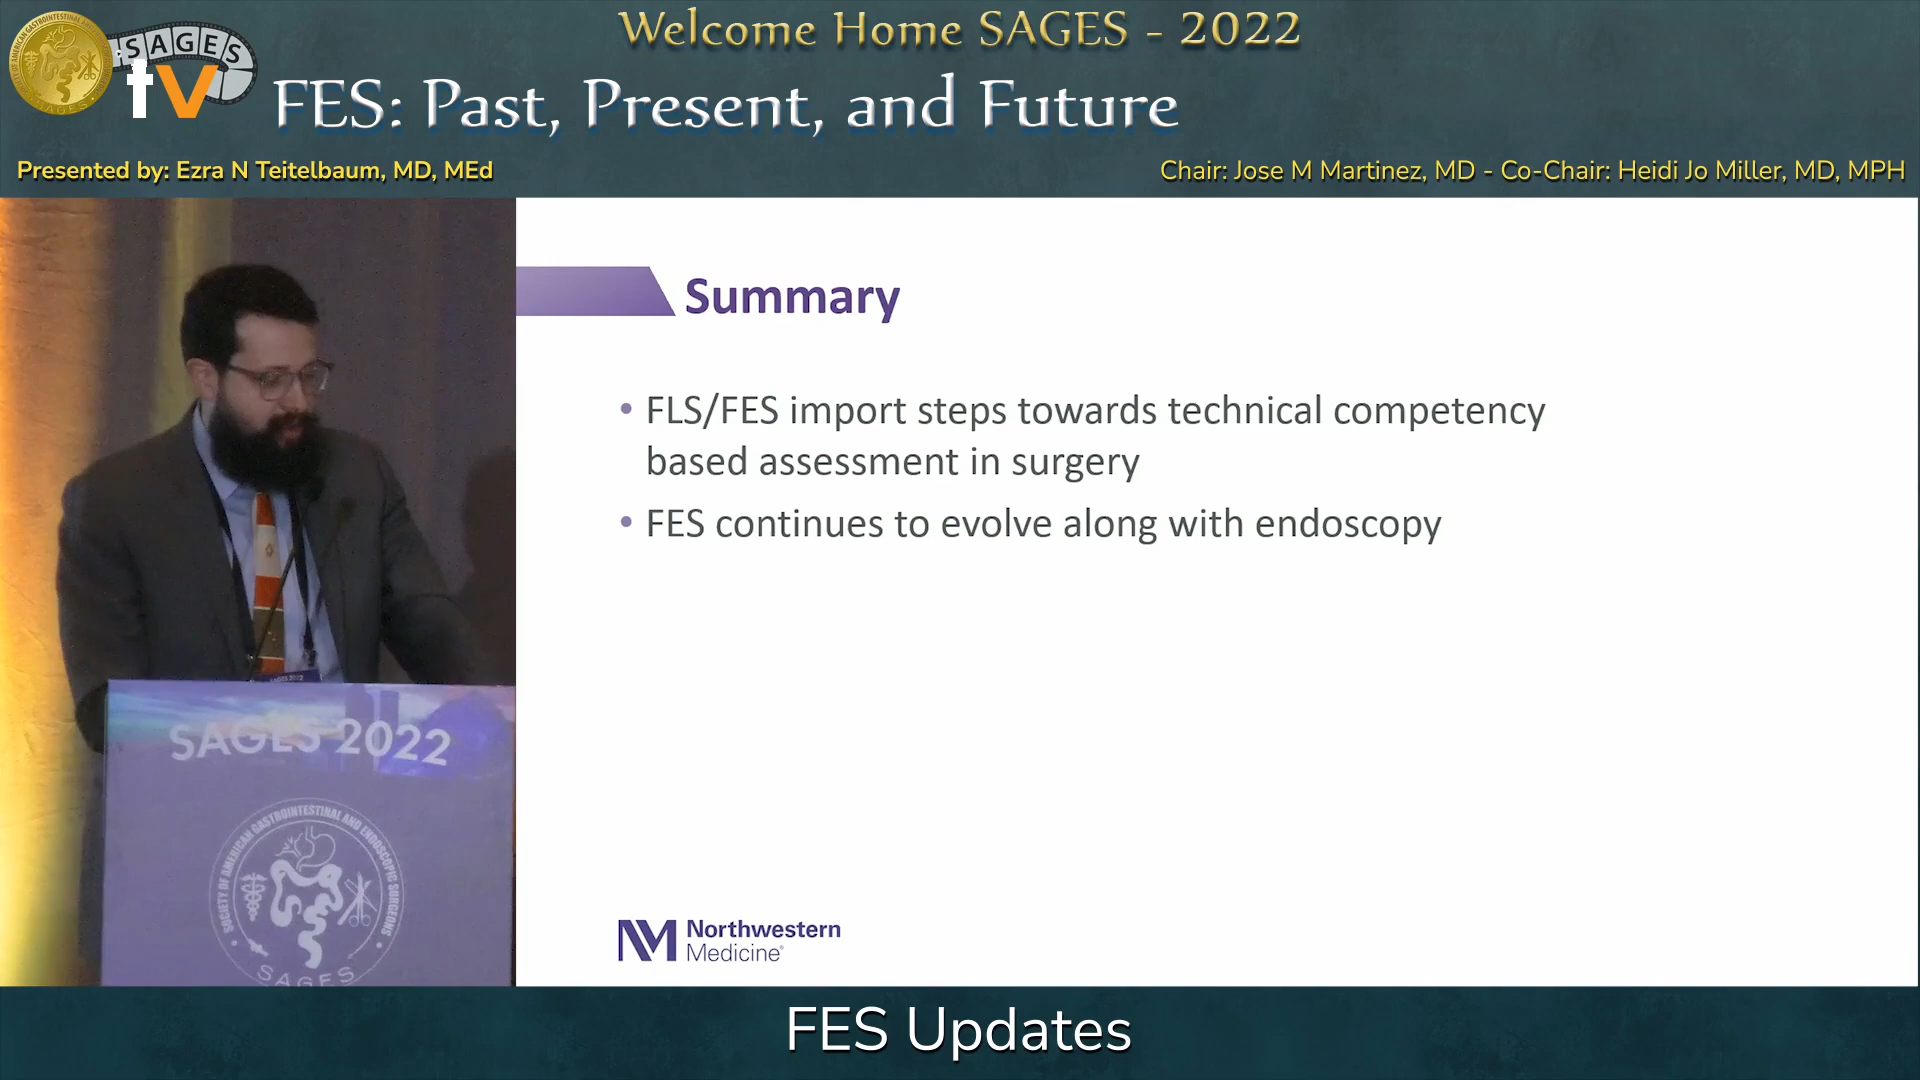 Welcome Home SAGES - 2022
SAGES
tv
FES: Past, Present, and Future
Presented by: Ezra N Teitelbaum, MD, MEd
Chair: Jose M Martinez, MD - Co-Chair: Heidi Jo Miller, MD, MPH
Summary
• FLS/FES import steps towards technical competency
based assessment in surgery
• FES continues to evolve along with endoscopy
SAGES 2022
SOCIETY OF AMERICAN GASTROINTESTINAL AND ENDOSCOPIC SURGEONS
SAGES
Northwestern
Medicine®
FES Updates